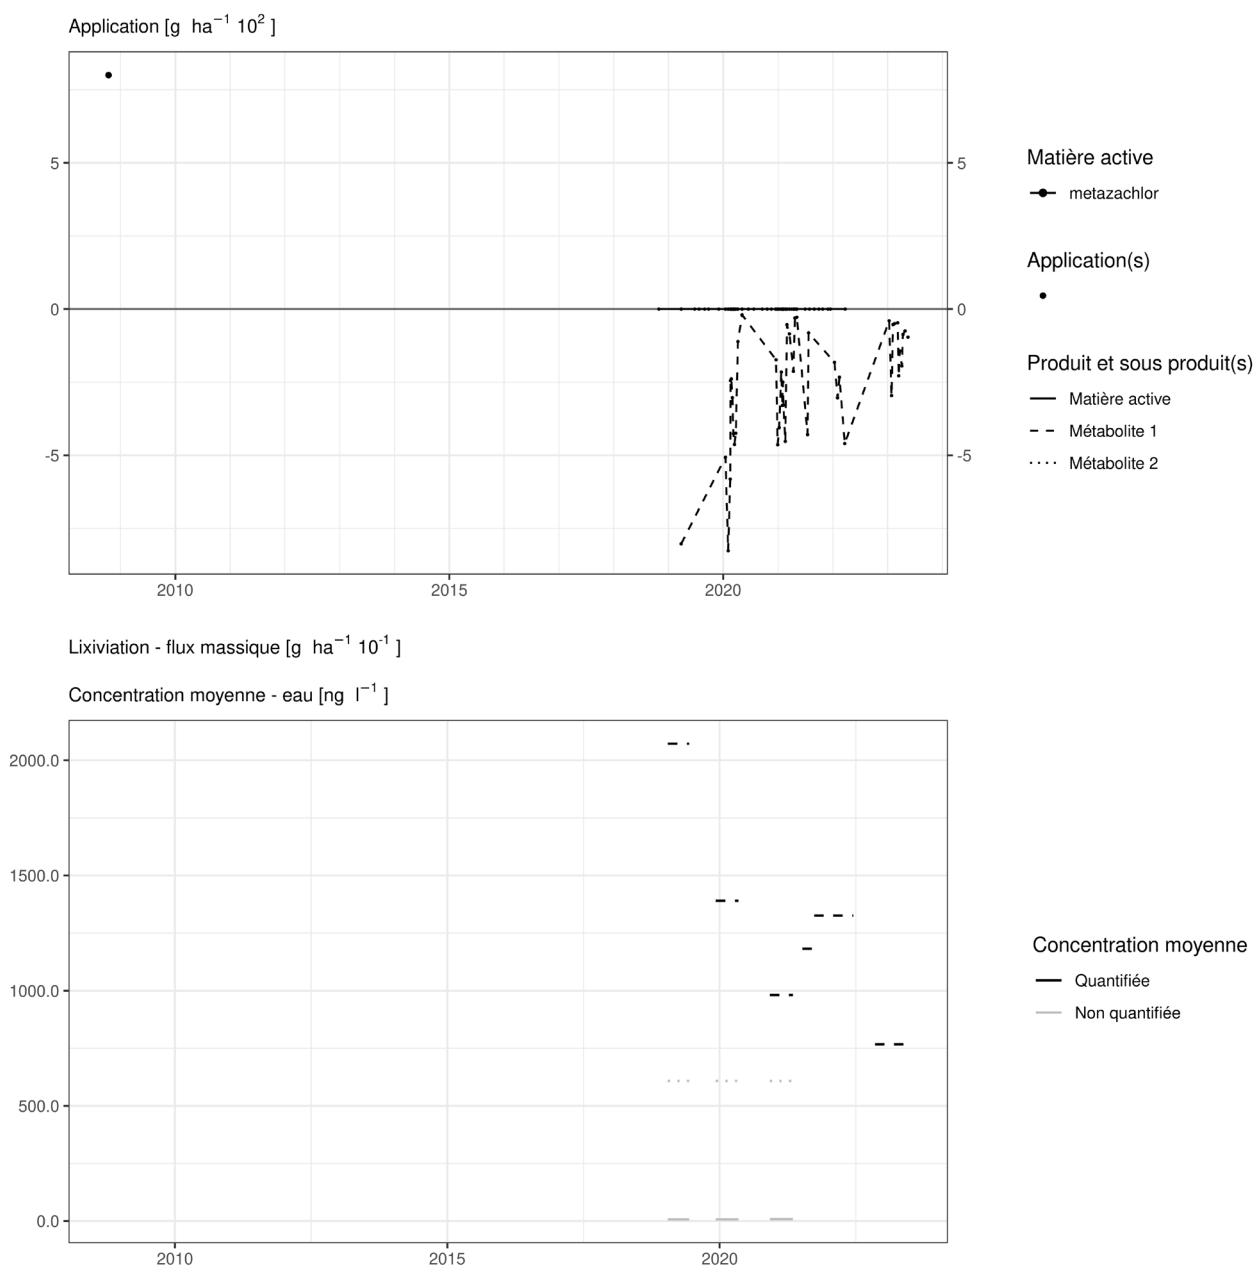 Application [g ha⁻¹ 10² ]
5
0
-5
5
0
-5
2010
2015
2020
Matière active
metazachlor
Application(s)
Produit et sous produit(s)
Matière active
Métabolite 1
Métabolite 2
Lixiviation - flux massique [g ha⁻¹ 10⁻¹ ]
Concentration moyenne - eau [ng l⁻¹ ]
2000.0
1500.0
1000.0
500.0
0.0
2010
2015
2020
Concentration moyenne
Quantifiée
Non quantifiée